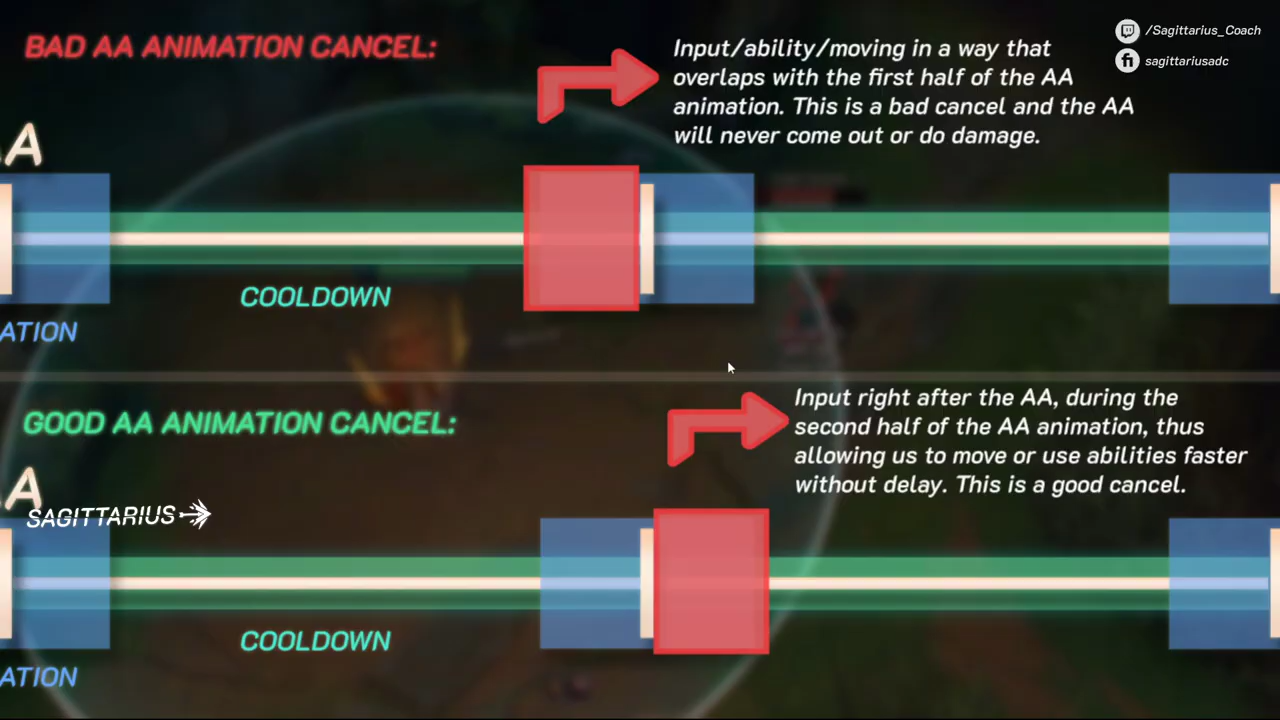 BAD AA ANIMATION CANCEL:
Input/ability/moving in a way that
overlaps with the first half of the AA
animation. This is a bad cancel and the AA
will never come out or do damage.
/Sagittarius_Coach
sagittariusadc
A
COOLDOWN
ATION
GOOD AA ANIMATION CANCEL:
Input right after the AA, during the
second half of the AA animation, thus
allowing us to move or use abilities faster
without delay. This is a good cancel.
A
SAGITTARIUS
COOLDOWN
ATION